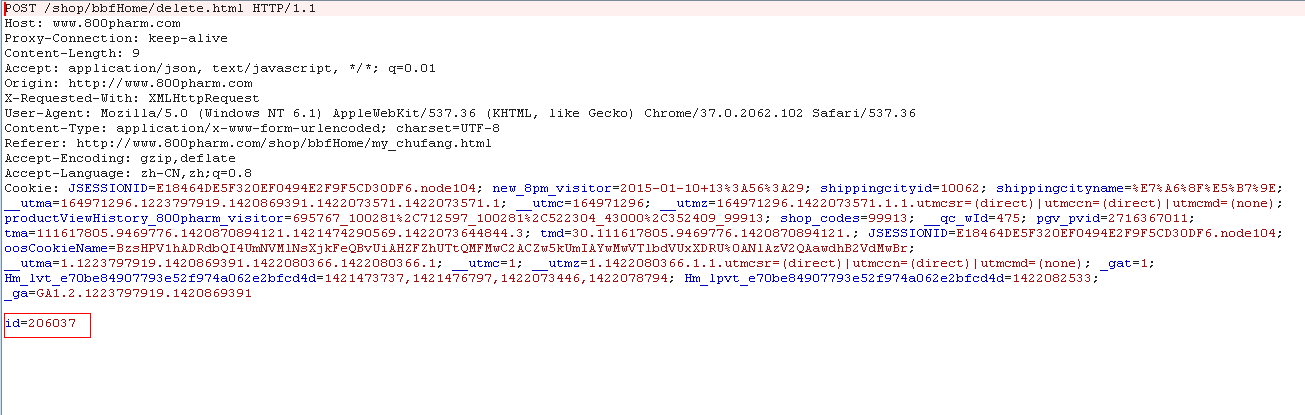 POST /shop/bbfHome/delete.html HTTP/1.1
Host: www.800pharm.com
Proxy-Connection: keep-alive
Content-Length: 9
Accept: application/json, text/javascript, */*; q=0.01
Origin: http://www.800pharm.com
X-Requested-With: XMLHttpRequest
User-Agent: Mozilla/5.0 (Windows NT 6.1) AppleWebKit/537.36 (KHTML, like Gecko) Chrome/37.0.2062.102 Safari/537.36
Content-Type: application/x-www-form-urlencoded; charset=UTF-8
Referer: http://www.800pharm.com/shop/bbfHome/my_chufang.html
Accept-Encoding: gzip,deflate
Accept-Language: zh-CN,zh;q=0.8
Cookie: JSESSIONID=E18464DE5F320EF0494E2F9F5CD30DF6.node104; new_8pm_visitor=2015-01-10+13%3A56%3A29; shippingcityid=10062; shippingcityname=%E7%A6%8F%E5%B7%9E;
__utma=164971296.1223797919.1420869391.1422073571.1422073571.1; __utmc=164971296; __utmz=164971296.1422073571.1.1.utmcsr=(direct)|utmccn=(direct)|utmcmd=(none);
productViewHistory_800pharm_visitor=695767_100281%2C712597_100281%2C522304_43000%2C352409_99913; shop_codes=99913; __qc_wId=475; pgv_pvid=2716367011;
tma=111617805.9469776.1420870894121.1421474290569.1422073644844.3; tmd=30.111617805.9469776.1420870894121.; JSESSIONID=E18464DE5F320EF0494E2F9F5CD30DF6.node104;
oosCookieName=BzsHPV1hADRdbQI4UmNVMlNsXjkFeQBvUiAHZFZhUTtQMFMwC2ACZw5kUmIAYwMwVTlbdVUxXDRU%0ANlAzV2QAawdhB2VdMwBr;
__utma=1.1223797919.1420869391.1422080366.1422080366.1; __utmc=1; __utmz=1.1422080366.1.1.utmcsr=(direct)|utmccn=(direct)|utmcmd=(none); _gat=1;
Hm_lvt_e70be84907793e52f974a062e2bfcd4d=1421473737,1421476797,1422073446,1422078794; Hm_lpvt_e70be84907793e52f974a062e2bfcd4d=1422082533;
_ga=GA1.2.1223797919.1420869391
id=206037